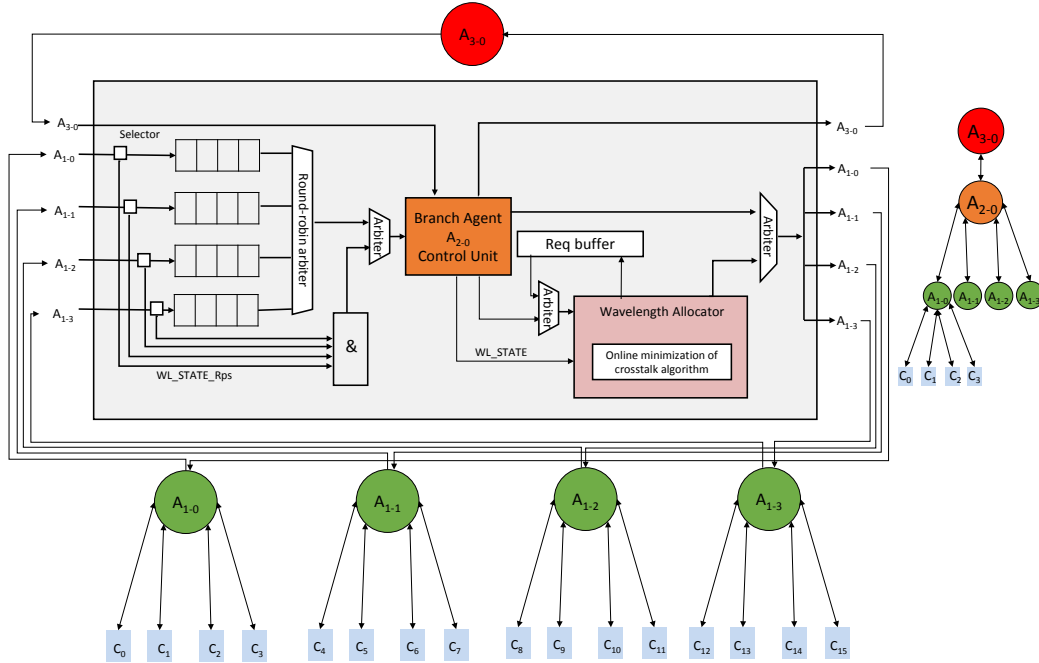 A3-0
A3-0
Selector
A1-0
A1-1
A1-2
A1-3
Round-robin arbiter
Arbiter
Branch Agent
A2-0
Control Unit
Req buffer
Arbiter
Arbiter
Wavelength Allocator
Online minimization of
crosstalk algorithm
WL_STATE
&
WL_STATE_Rps
A3-0
A1-0
A1-1
A1-2
A1-3
A3-0
A2-0
A1-0 A1-1 A1-2 A1-3
C0 C1 C2 C3
A1-0 A1-1 A1-2 A1-3
C0 C1 C2 C3 C4 C5 C6 C7 C8 C9 C10 C11 C12 C13 C14 C15